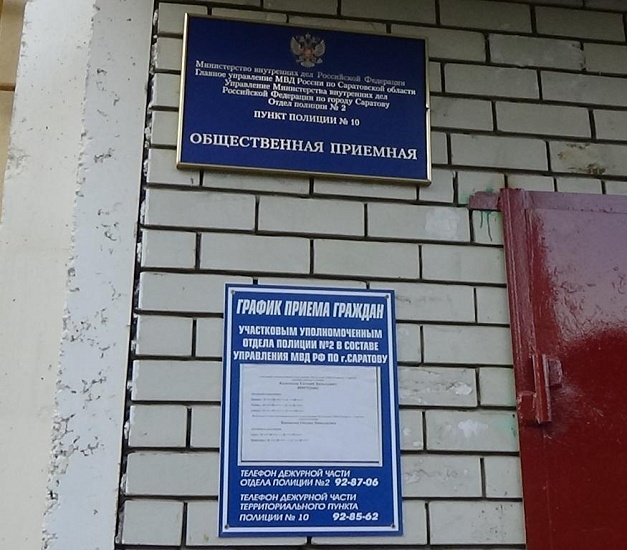 Министерство внутренних дел Российской Федерации
Главное управление МВД России по Саратовской области
Управление Министерства внутренних дел
Российской Федерации по городу Саратову
Отдел полиции № 2
ПУНКТ ПОЛИЦИИ № 10
ОБЩЕСТВЕННАЯ ПРИЕМНАЯ
ГРАФИК ПРИЕМА ГРАЖДАН
УЧАСТКОВЫМ УПОЛНОМОЧЕННЫМ
ОТДЕЛА ПОЛИЦИИ №2 В СОСТАВЕ
УПРАВЛЕНИЯ МВД РФ ПО г.САРАТОВУ
ТЕЛЕФОН ДЕЖУРНОЙ ЧАСТИ
ОТДЕЛА ПОЛИЦИИ №2 92-87-06
ТЕЛЕФОН ДЕЖУРНОЙ ЧАСТИ
ТЕРРИТОРИАЛЬНОГО ПУНКТА
ПОЛИЦИИ № 10 92-85-62